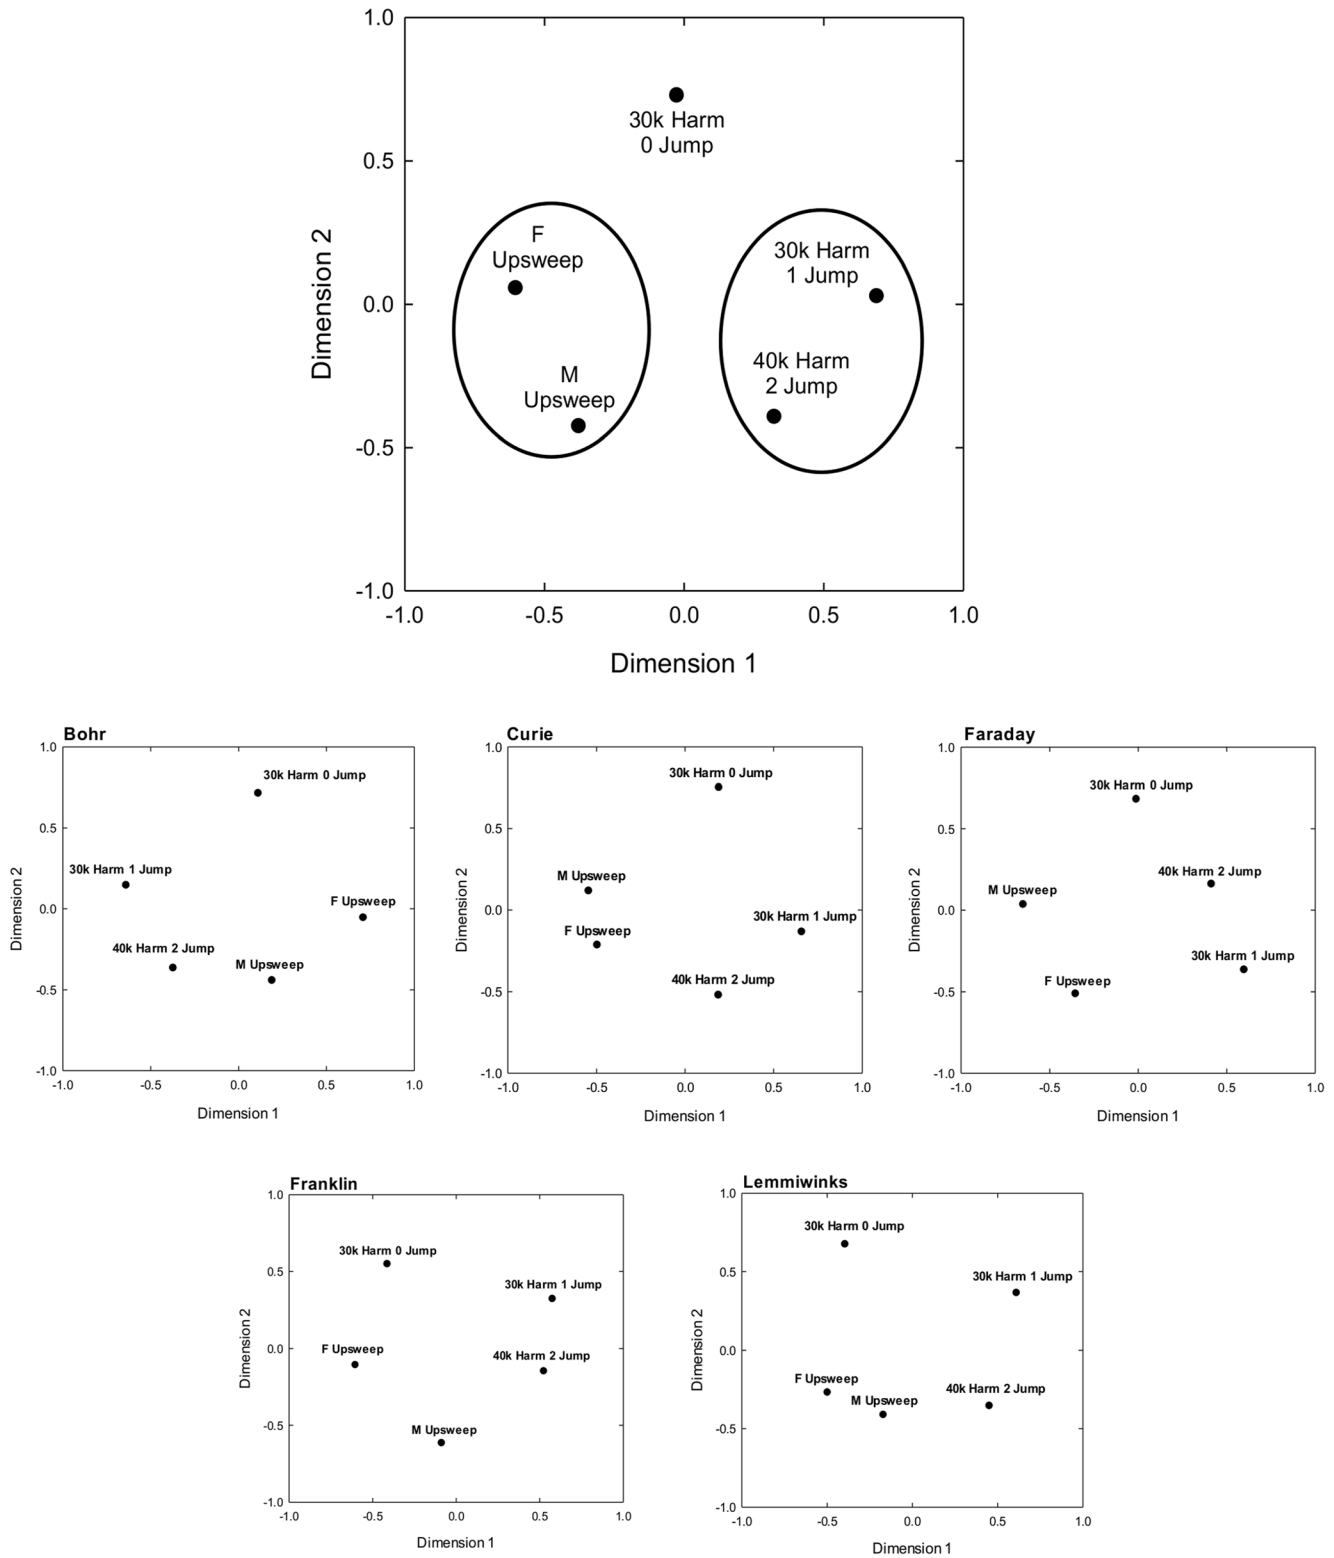 1.0
30k Harm
0 Jump
0.5
F
Upsweep
30k Harm
1 Jump
Dimension 2
0.0
40k Harm
2 Jump
M
Upsweep
-0.5
-1.0
-1.0 -0.5 0.0 0.5 1.0
Dimension 1
Bohr
1.0
30k Harm 0 Jump
0.5
30k Harm 1 Jump
F Upsweep
0.0
Dimension 2
40k Harm 2 Jump
M Upsweep
-0.5
-1.0
-1.0 -0.5 0.0 0.5 1.0
Dimension 1
Curie
1.0
30k Harm 0 Jump
0.5
M Upsweep
Dimension 2
0.0
30k Harm 1 Jump
F Upsweep
40k Harm 2 Jump
-0.5
-1.0
-1.0 -0.5 0.0 0.5 1.0
Dimension 1
Faraday
1.0
30k Harm 0 Jump
0.5
40k Harm 2 Jump
M Upsweep
Dimension 2
0.0
30k Harm 1 Jump
F Upsweep
-0.5
-1.0
-1.0 -0.5 0.0 0.5 1.0
Dimension 1
Franklin
1.0
30k Harm 0 Jump
0.5
30k Harm 1 Jump
F Upsweep
0.0
Dimension 2
40k Harm 2 Jump
M Upsweep
-0.5
-1.0
-1.0 -0.5 0.0 0.5 1.0
Dimension 1
Lemmiwinks
1.0
30k Harm 0 Jump
0.5
30k Harm 1 Jump
0.0
Dimension 2
F Upsweep
M Upsweep
40k Harm 2 Jump
-0.5
-1.0
-1.0 -0.5 0.0 0.5 1.0
Dimension 1